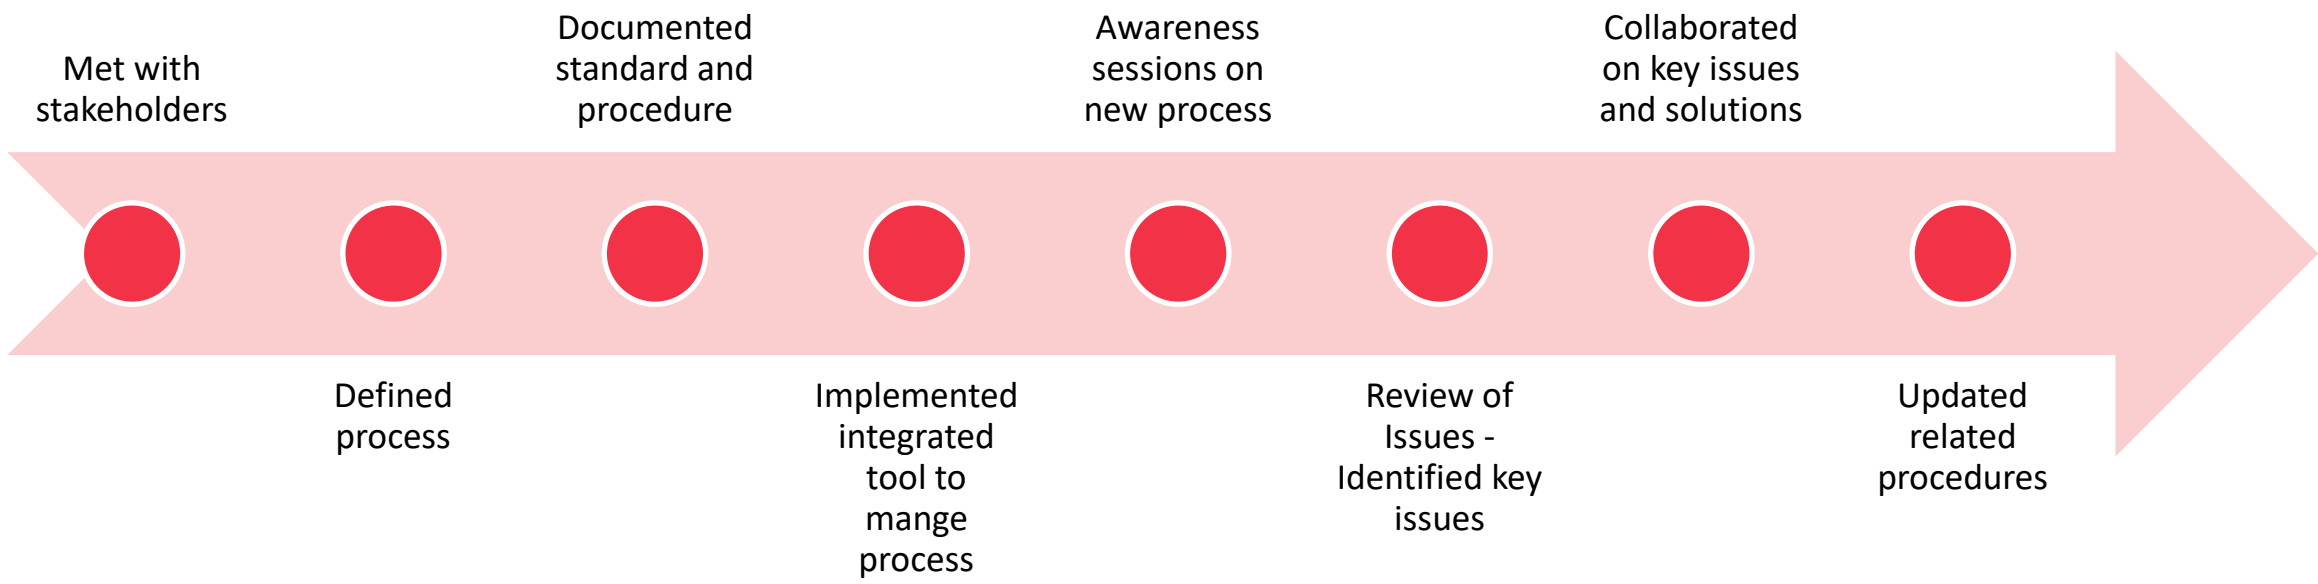 Met with
stakeholders
Defined
process
Documented
standard and
procedure
Implemented
integrated
tool to
mange
process
Awareness
sessions on
new process
Review of
Issues -
Identified key
issues
Collaborated
on key issues
and solutions
Updated
related
procedures